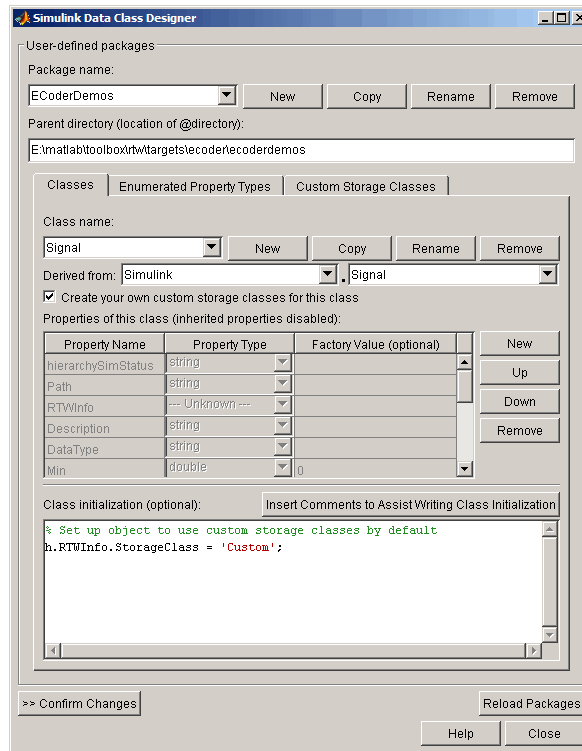 Simulink Data Class Designer
User-defined packages
Package name:
ECoderDemos New Copy Rename Remove
Parent directory (location of @directory):
E:\matlab\toolbox\rtw\targets\ecoder\ecoderdemos
Classes Enumerated Property Types Custom Storage Classes
Class name:
Signal New Copy Rename Remove
Derived from: Simulink . Signal
Create your own custom storage classes for this class
Properties of this class (inherited properties disabled):
Property Name Property Type Factory Value (optional) New
hierarchySimStatus string
Path string Up
RTWInfo --- Unknown --- Down
Description string Remove
DataType string
Min double 0
Class initialization (optional): Insert Comments to Assist Writing Class Initialization
% Set up object to use custom storage classes by default
h.RTWInfo.StorageClass = 'Custom';
>> Confirm Changes Reload Packages
Help Close